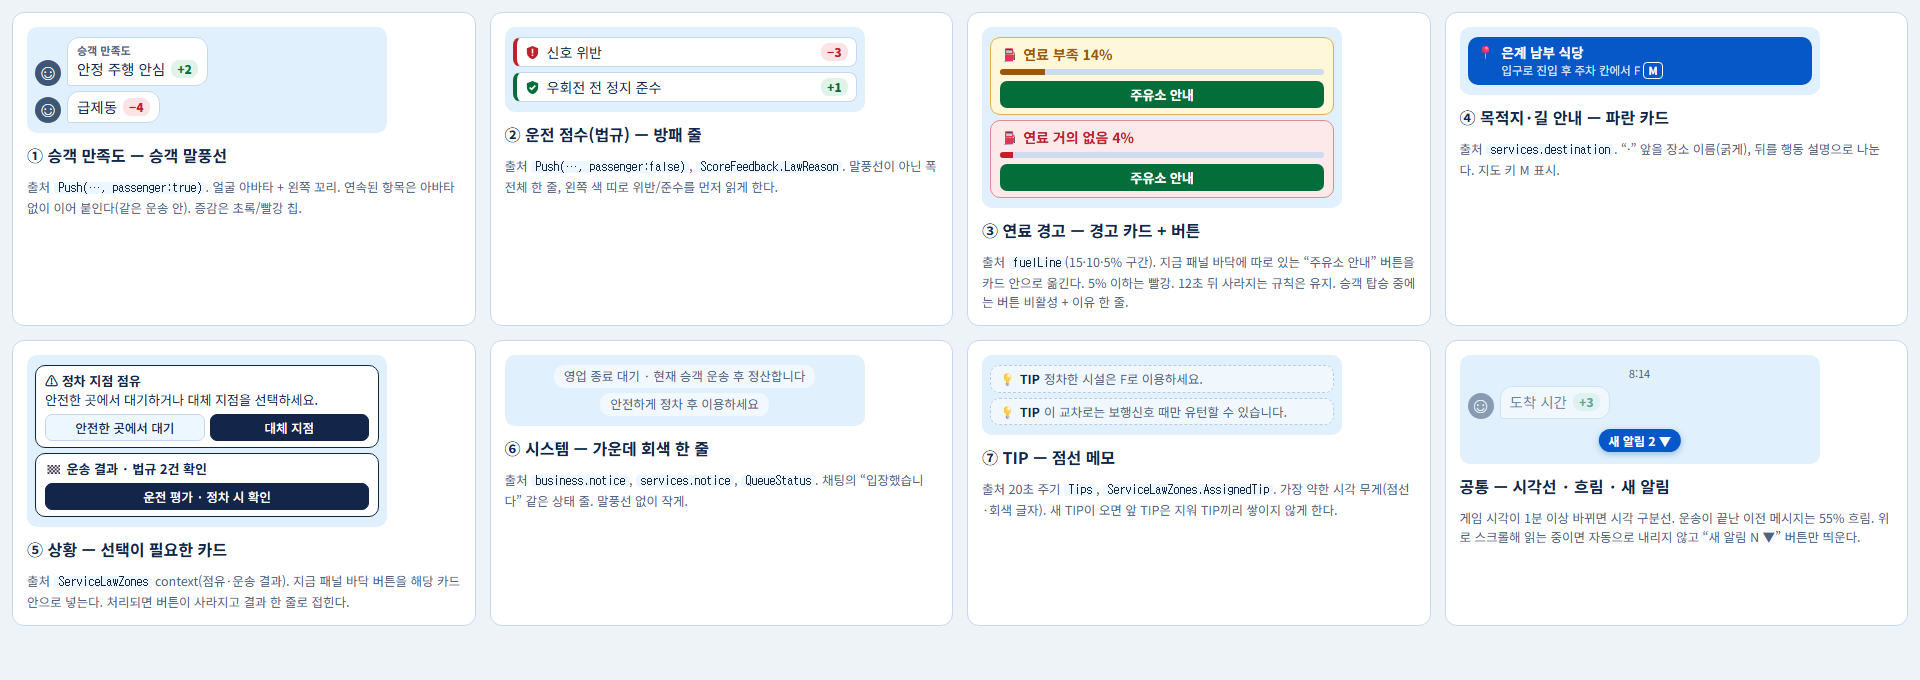 승객 만족도
안정 주행 안심 +2
급제동 −4
① 승객 만족도 — 승객 말풍선
출처 Push(…, passenger:true). 얼굴 아바타 + 왼쪽 꼬리. 연속된 항목은 아바타
없이 이어 붙인다(같은 운송 안). 증감은 초록/빨강 칩.
신호 위반 −3
우회전 전 정지 준수 +1
② 운전 점수(법규) — 방패 줄
출처 Push(…, passenger:false), ScoreFeedback.LawReason. 말풍선이 아닌 폭
전체 한 줄, 왼쪽 색 띠로 위반/준수를 먼저 읽게 한다.
연료 부족 14%
주유소 안내
연료 거의 없음 4%
주유소 안내
③ 연료 경고 — 경고 카드 + 버튼
출처 fuelLine(15·10·5% 구간). 지금 패널 바닥에 따로 있는 “주유소 안내” 버튼을
카드 안으로 옮긴다. 5% 이하는 빨강. 12초 뒤 사라지는 규칙은 유지. 승객 탑승 중에
는 버튼 비활성 + 이유 한 줄.
은계 남부 식당
입구로 진입 후 주차 칸에서 F M
④ 목적지·길 안내 — 파란 카드
출처 services.destination. “·” 앞을 장소 이름(굵게), 뒤를 행동 설명으로 나눈
다. 지도 키 M 표시.
⚠ 정차 지점 점유
안전한 곳에서 대기하거나 대체 지점을 선택하세요.
안전한 곳에서 대기 대체 지점
운송 결과 · 법규 2건 확인
운전 평가 · 정차 시 확인
⑤ 상황 — 선택이 필요한 카드
출처 ServiceLawZones context(점유·운송 결과). 지금 패널 바닥 버튼을 해당 카드
안으로 넣는다. 처리되면 버튼이 사라지고 결과 한 줄로 접힌다.
영업 종료 대기 · 현재 승객 운송 후 정산합니다
안전하게 정차 후 이용하세요
⑥ 시스템 — 가운데 회색 한 줄
출처 business.notice, services.notice, QueueStatus. 채팅의 “입장했습니
다” 같은 상태 줄. 말풍선 없이 작게.
TIP 정차한 시설은 F로 이용하세요.
TIP 이 교차로는 보행신호 때만 유턴할 수 있습니다.
⑦ TIP — 점선 메모
출처 20초 주기 Tips, ServiceLawZones.AssignedTip. 가장 약한 시각 무게(점선
·회색 글자). 새 TIP이 오면 앞 TIP은 지워 TIP끼리 쌓이지 않게 한다.
8:14
도착 시간 +3
새 알림 2 ▼
공통 — 시각선 · 흐림 · 새 알림
게임 시각이 1분 이상 바뀌면 시각 구분선. 운송이 끝난 이전 메시지는 55% 흐림. 위
로 스크롤해 읽는 중이면 자동으로 내리지 않고 “새 알림 N ▼” 버튼만 띄운다.